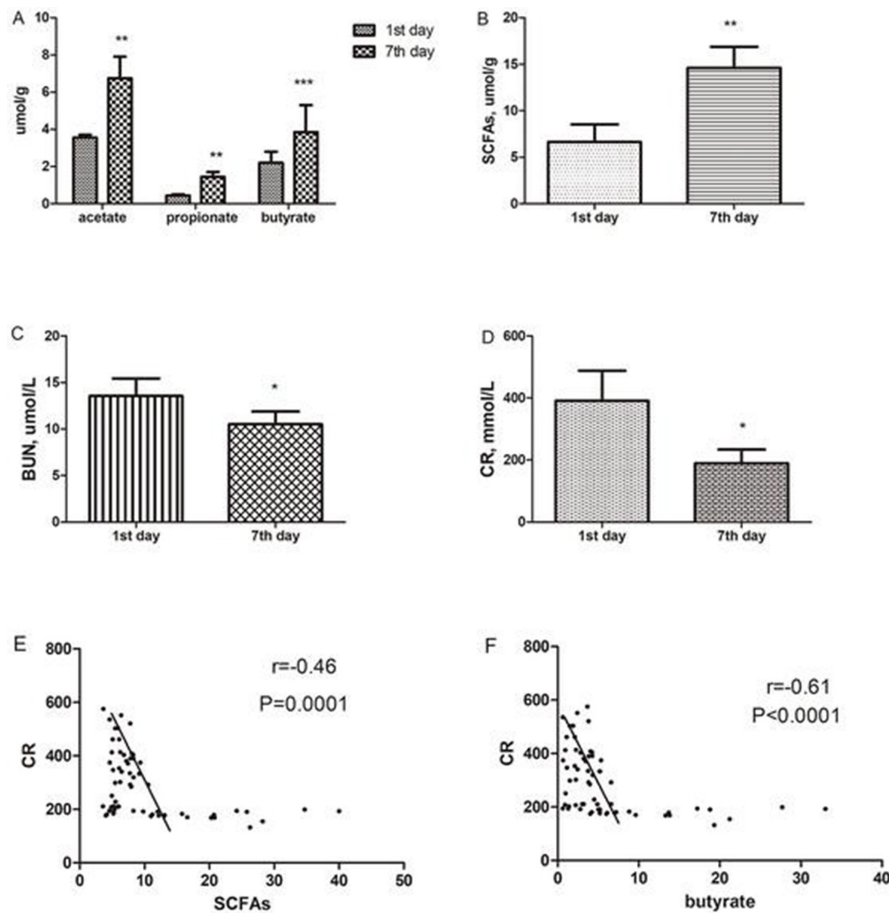 A
umol/g
10
8
6
4
2
0
acetate propionate butyrate
** ** ***
1st day
7th day
B
SCFAs, umol/g
20
15
10
5
0
1st day 7th day
**
C
BUN, umol/L
20
15
10
5
0
1st day 7th day
*
D
CR, mmol/L
600
400
200
0
1st day 7th day
*
E
CR
800
600
400
200
0
0 10 20 30 40 50
SCFAs
r=-0.46
P=0.0001
F
CR
800
600
400
200
0
0 10 20 30 40
butyrate
r=-0.61
P<0.0001